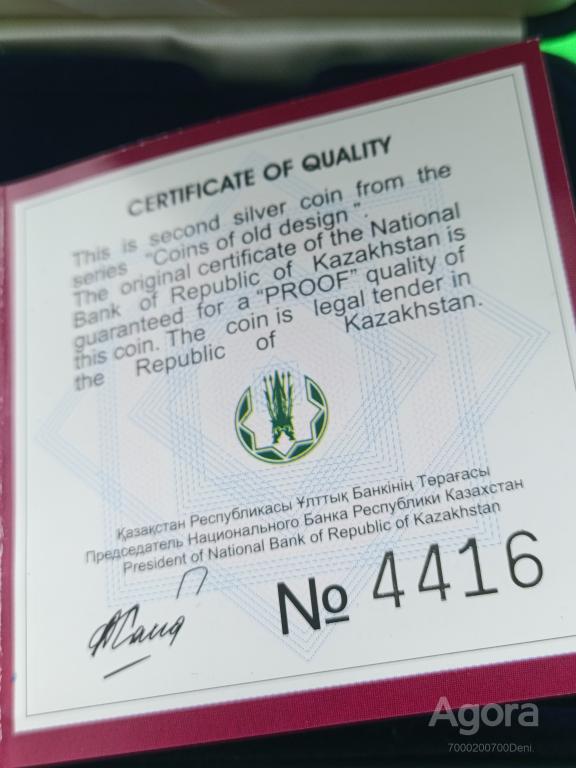 CERTIFICATE OF QUALITY
This is second silver coin from the
series "Coins of old design".
The original certificate of the National
Bank of Republic of Kazakhstan is
guaranteed for a "PROOF" quality of
this coin. The coin is legal tender in
the Republic of Kazakhstan.
Қазақстан Республикасы Ұлттық Банкінің Төрағасы
Председатель Национального Банка Республики Казахстан
President of National Bank of Republic of Kazakhstan
№ 4416
Agora
7000200700Deni.